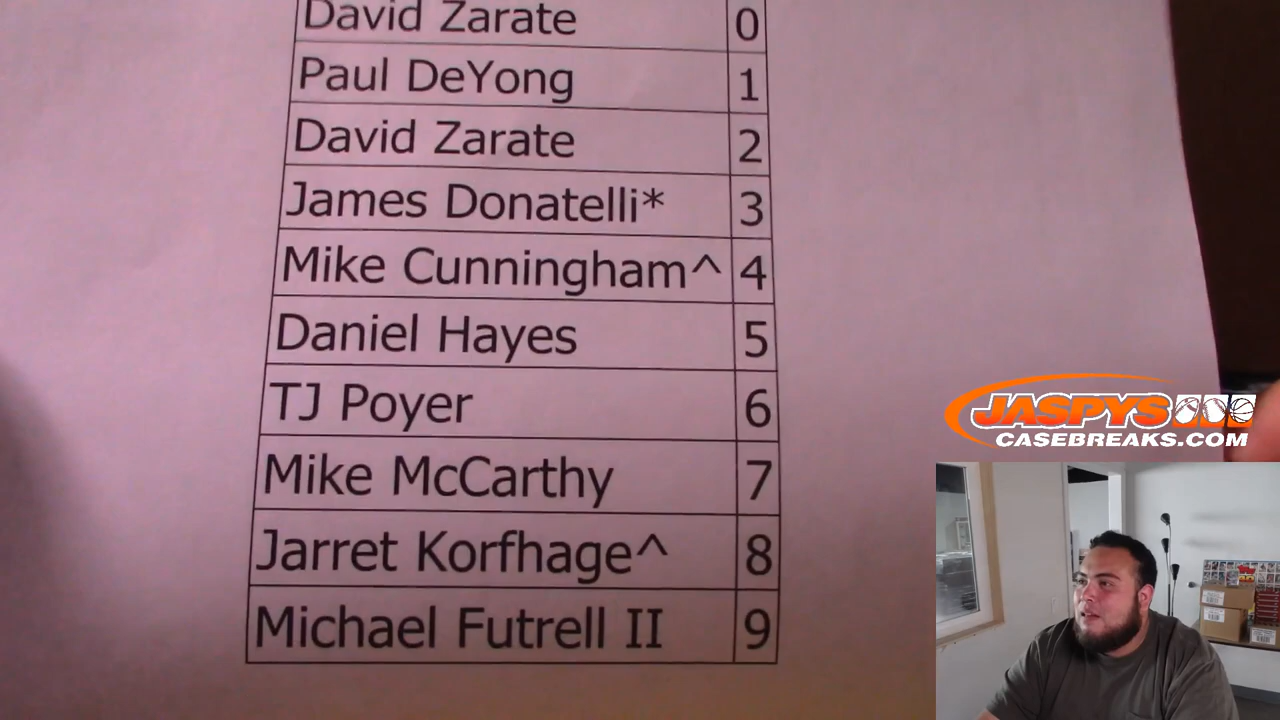 David Zarate 0
Paul DeYong 1
David Zarate 2
James Donatelli* 3
Mike Cunningham^ 4
Daniel Hayes 5
TJ Poyer 6
Mike McCarthy 7
Jarret Korfhage^ 8
Michael Futrell II 9
JASPYS
CASEBREAKS.COM